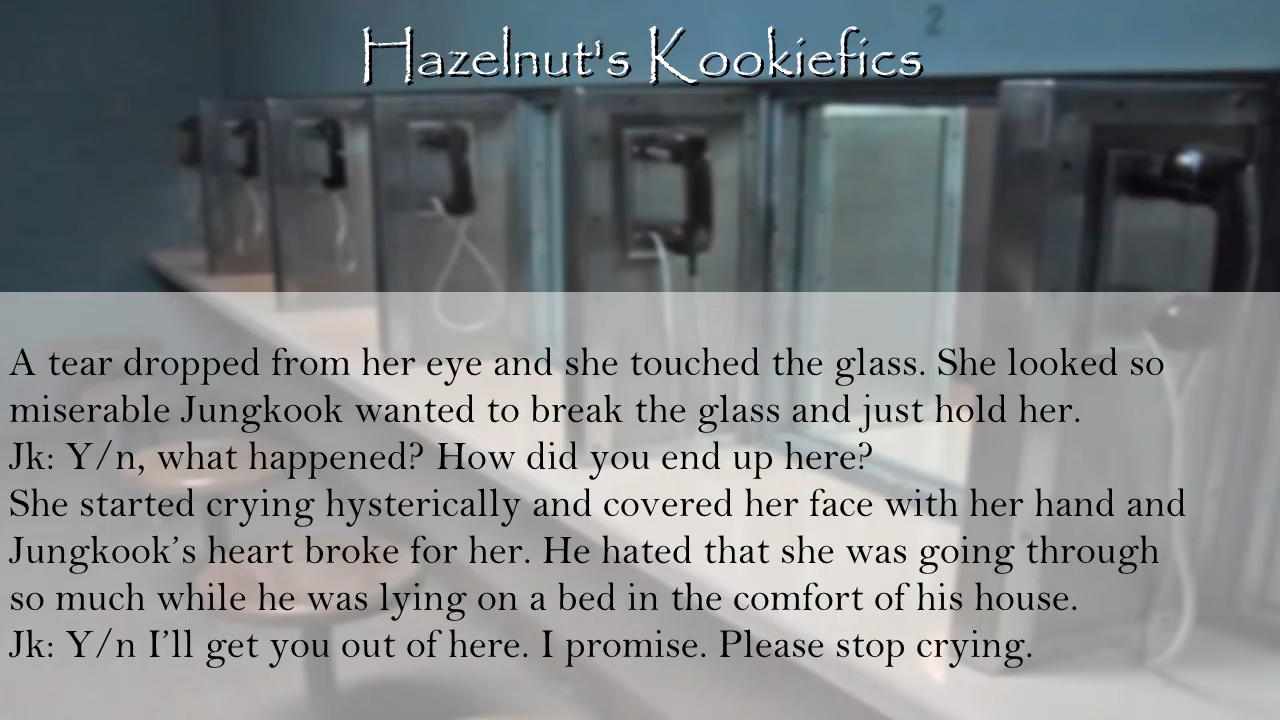 2
Hazelnut's Kookiefics
A tear dropped from her eye and she touched the glass. She looked so
miserable Jungkook wanted to break the glass and just hold her.
Jk: Y/n, what happened? How did you end up here?
She started crying hysterically and covered her face with her hand and
Jungkook’s heart broke for her. He hated that she was going through
so much while he was lying on a bed in the comfort of his house.
Jk: Y/n I’ll get you out of here. I promise. Please stop crying.